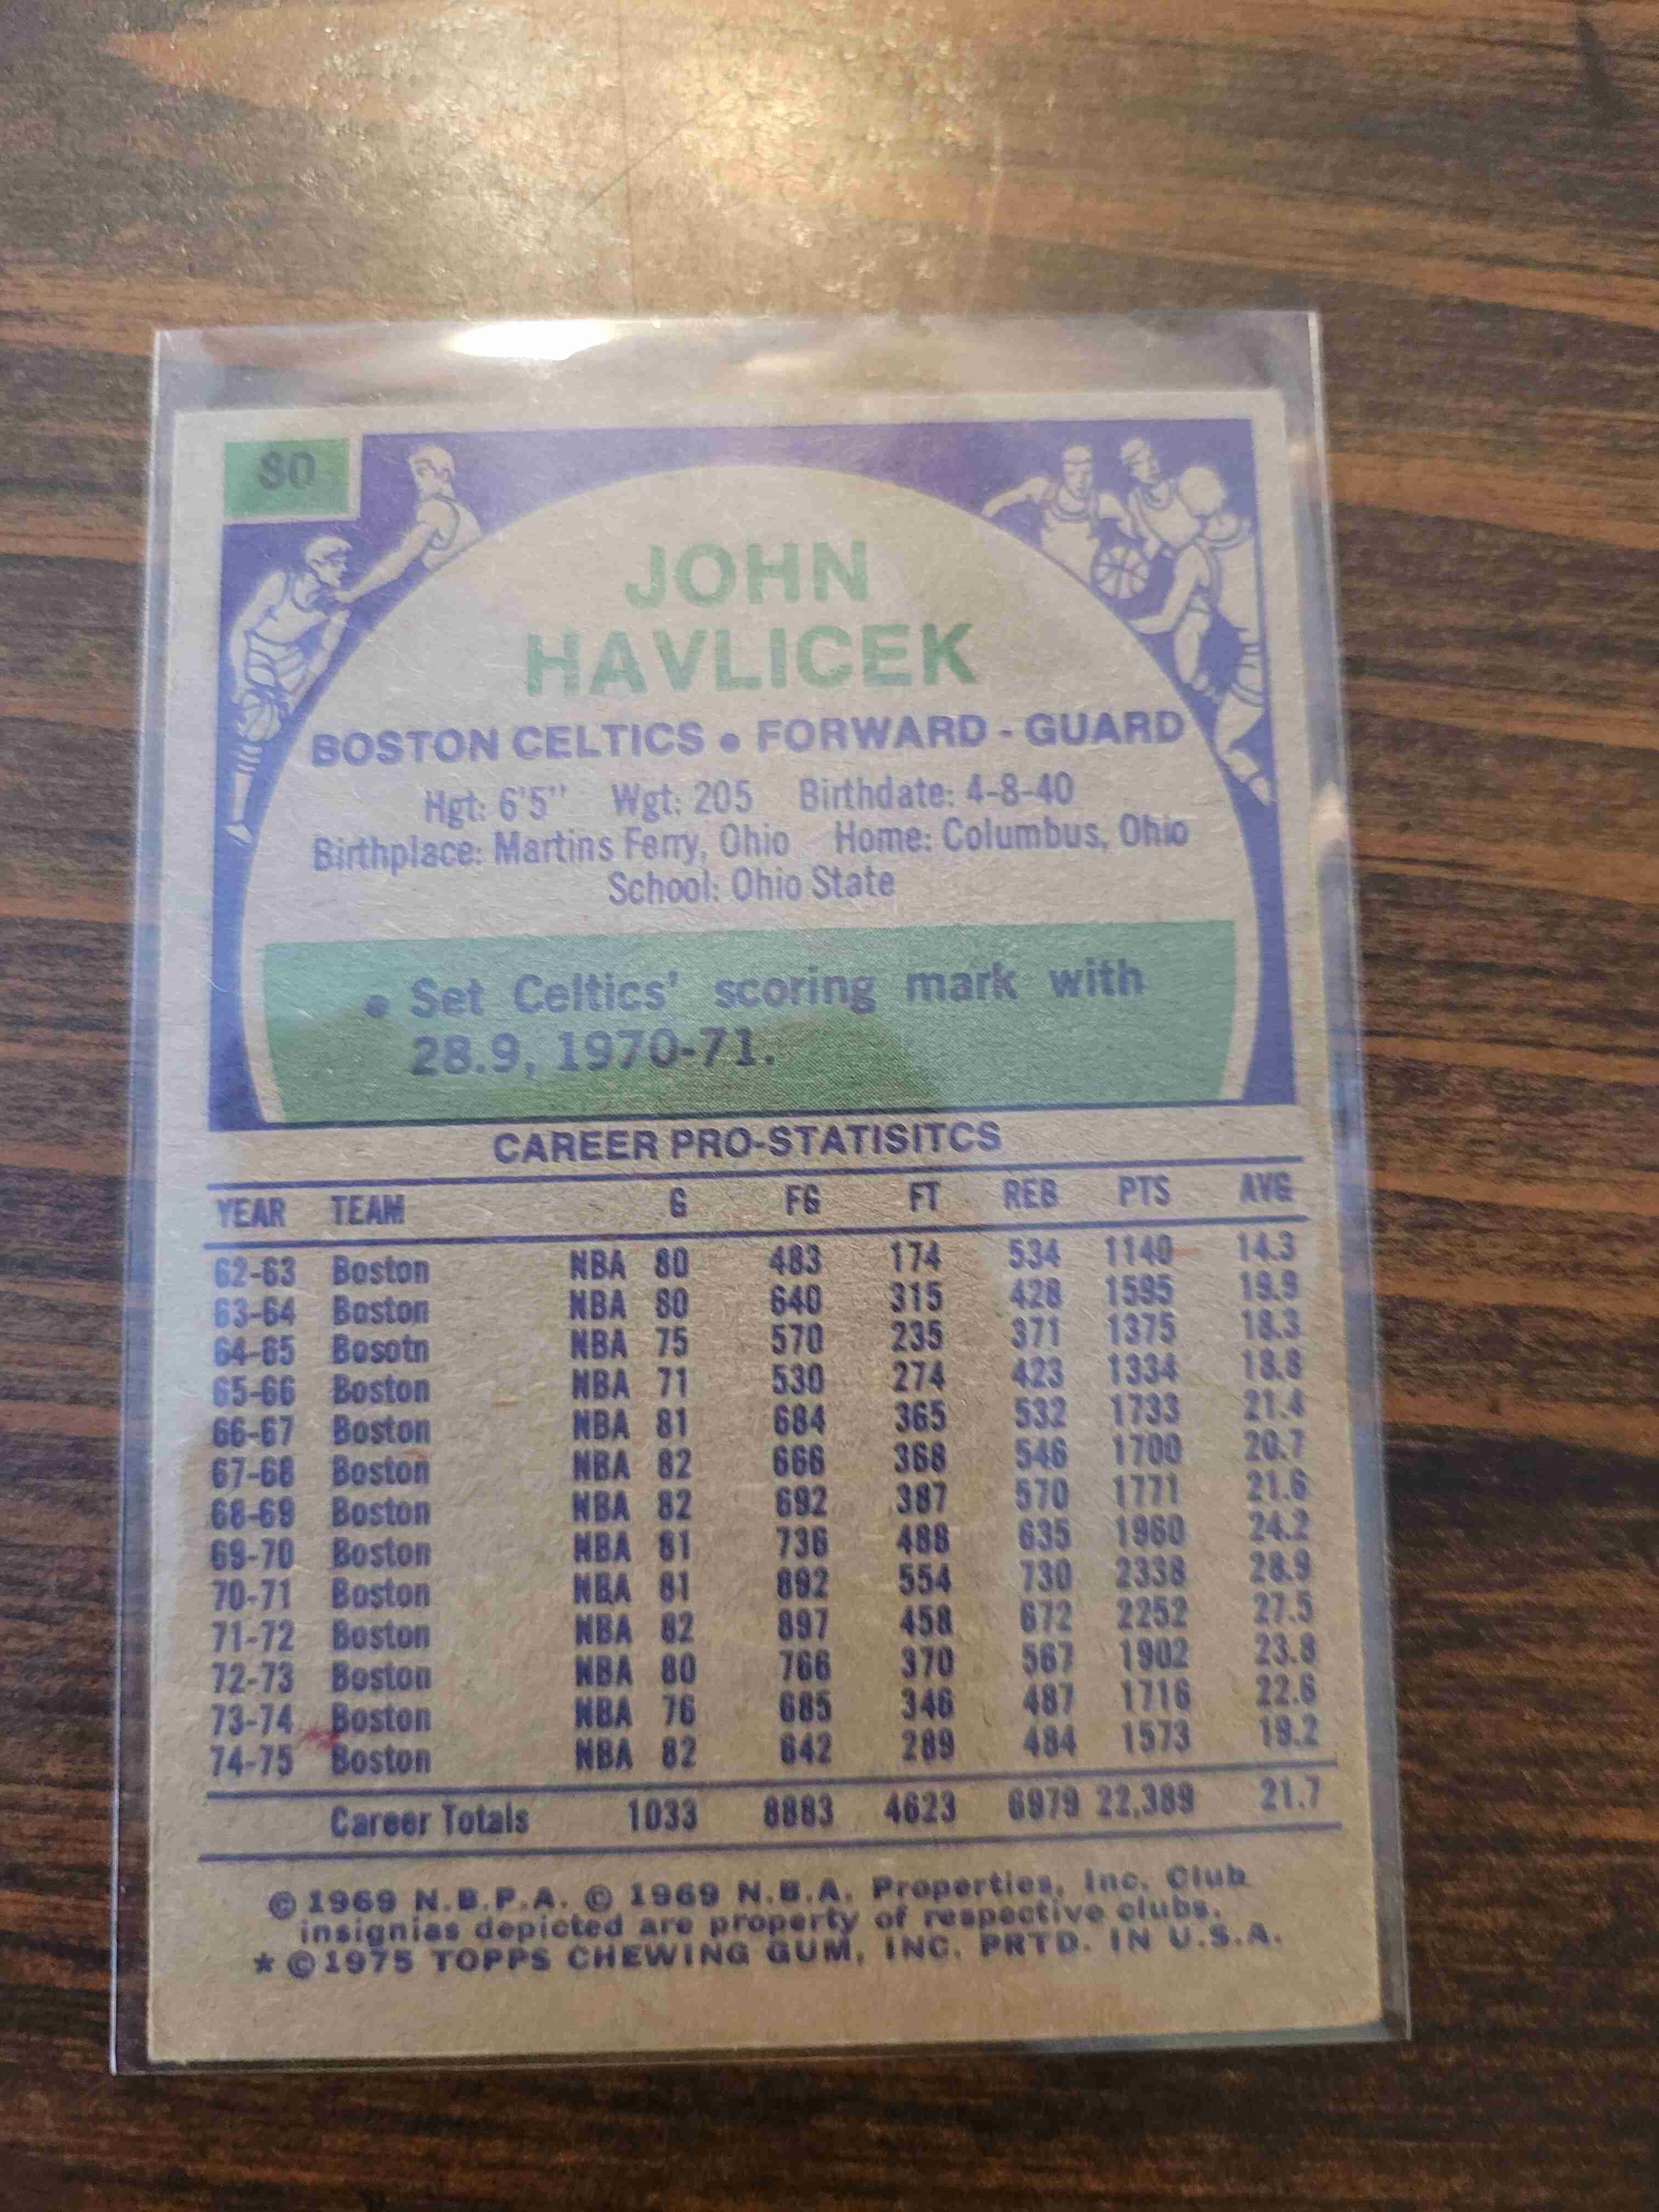 80
JOHN
HAVLICEK
BOSTON CELTICS • FORWARD - GUARD
Hgt: 6'5" Wgt: 205 Birthdate: 4-8-40
Birthplace: Martins Ferry, Ohio Home: Columbus, Ohio
School: Ohio State
• Set Celtics' scoring mark with
28.9, 1970-71.
CAREER PRO-STATISITCS
YEAR TEAM G FG FT REB PTS AVG
62-63 Boston NBA 80 483 174 534 1140 14.3
63-64 Boston NBA 80 640 315 428 1595 19.9
64-65 Bosotn NBA 75 570 235 371 1375 18.3
65-66 Boston NBA 71 530 274 423 1334 18.8
66-67 Boston NBA 81 684 365 532 1733 21.4
67-68 Boston NBA 82 666 368 546 1700 20.7
68-69 Boston NBA 82 692 387 570 1771 21.6
69-70 Boston NBA 81 736 488 635 1960 24.2
70-71 Boston NBA 81 892 554 730 2338 28.9
71-72 Boston NBA 82 897 458 672 2252 27.5
72-73 Boston NBA 80 766 370 567 1902 23.8
73-74 Boston NBA 76 685 346 487 1716 22.6
74-75 Boston NBA 82 642 289 484 1573 19.2
Career Totals 1033 8883 4623 6979 22,389 21.7
© 1969 N.B.P.A. © 1969 N.B.A. Properties, Inc. Club
insignias depicted are property of respective clubs.
* © 1975 TOPPS CHEWING GUM, INC. PRTD. IN U.S.A.